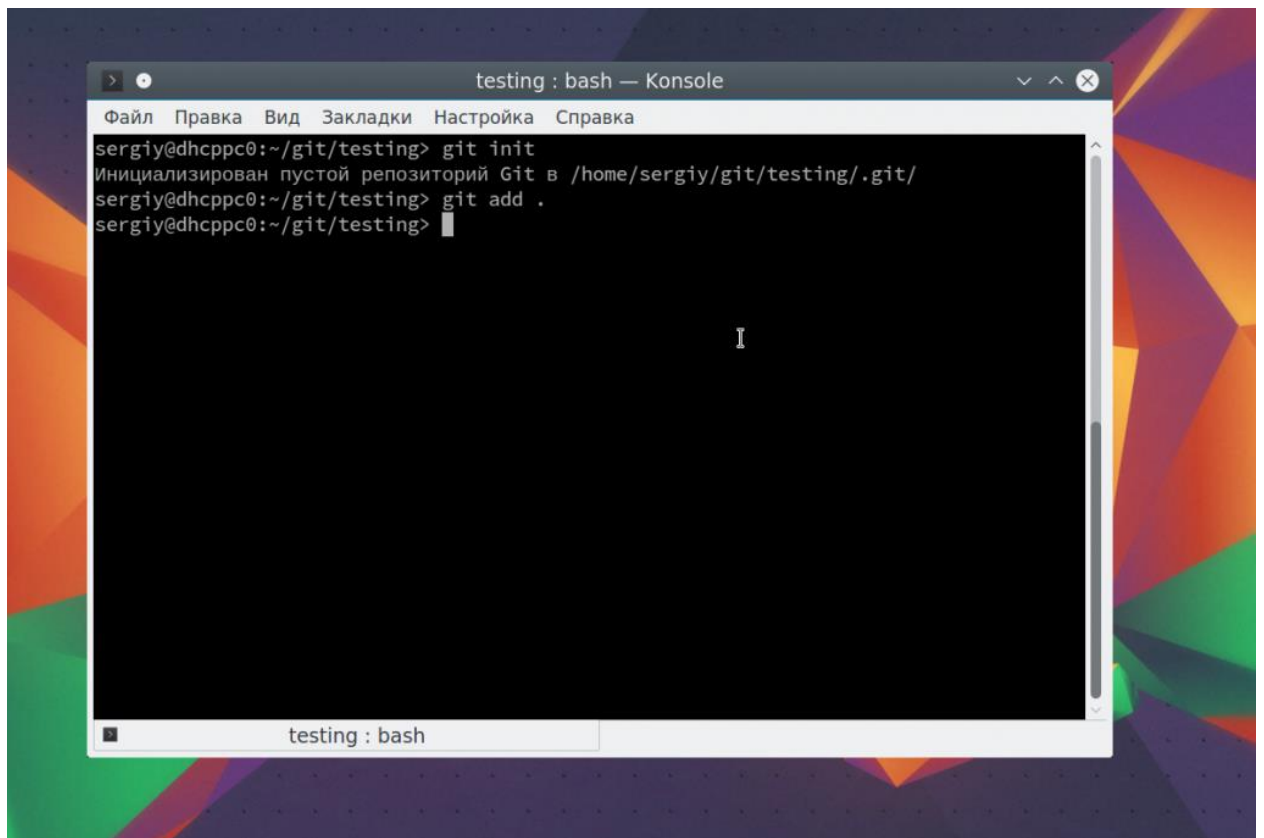 testing : bash — Konsole
Файл Правка Вид Закладки Настройка Справка
sergiy@dhcppc0:~/git/testing> git init
Инициализирован пустой репозиторий Git в /home/sergiy/git/testing/.git/
sergiy@dhcppc0:~/git/testing> git add .
sergiy@dhcppc0:~/git/testing>
testing : bash